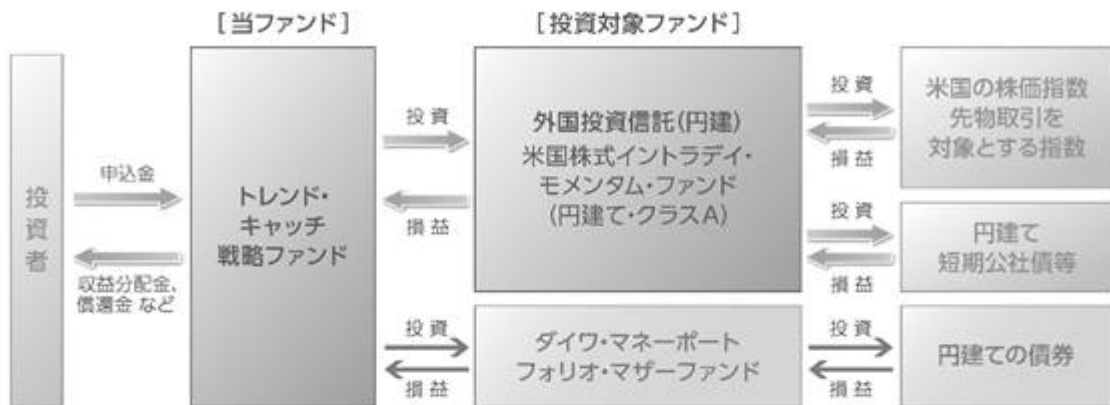 [当ファンド]
[投資対象ファンド]
投資者
申込金
収益分配金、
償還金 など
トレンド・
キャッチ
戦略ファンド
投資
損益
外国投資信託(円建)
米国株式イントラデイ・
モメンタム・ファンド
(円建て・クラスA)
投資
損益
米国の株価指数
先物取引を
対象とする指数
投資
損益
円建て
短期公社債等
投資
損益
ダイワ・マネーポート
フォリオ・マザーファンド
投資
損益
円建ての債券